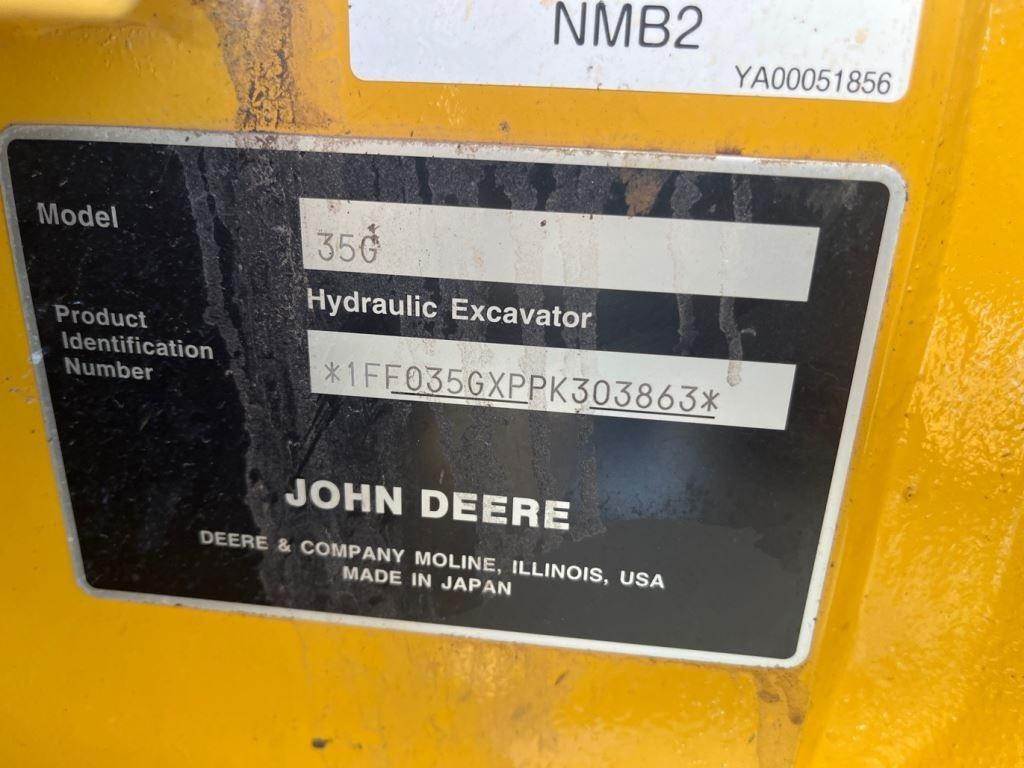 NMB2
YA00051856
Model
35G
Hydraulic Excavator
Product
Identification
Number
*1FF035GXPPK303863*
JOHN DEERE
DEERE & COMPANY MOLINE, ILLINOIS, USA
MADE IN JAPAN